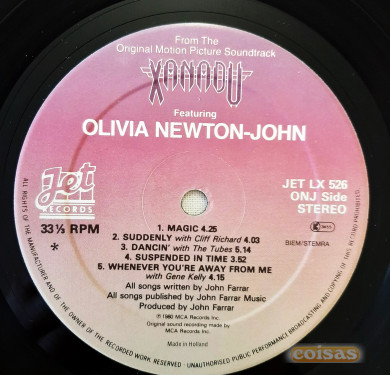 From The
Original Motion Picture Soundtrack
XANADU
Featuring
OLIVIA NEWTON-JOHN
Jet
RECORDS
JET LX 526
ONJ Side
STEREO
33⅓ RPM
*
BIEM/STEMRA
1. MAGIC 4.25
2. SUDDENLY with Cliff Richard 4.03
3. DANCIN' with The Tubes 5.14
4. SUSPENDED IN TIME 3.52
5. WHENEVER YOU'RE AWAY FROM ME
with Gene Kelly 4.15
All songs written by John Farrar
All songs published by John Farrar Music
Produced by John Farrar
℗ 1980 MCA Records Inc.
Original sound recording made by
MCA Records Inc.
Made in Holland
ALL RIGHTS OF THE MANUFACTURER AND OF THE OWNER OF THE RECORDED WORK RESERVED - UNAUTHORISED PUBLIC PERFORMANCE BROADCASTING AND COPYING OF THIS RECORD PROHIBITED
coisas